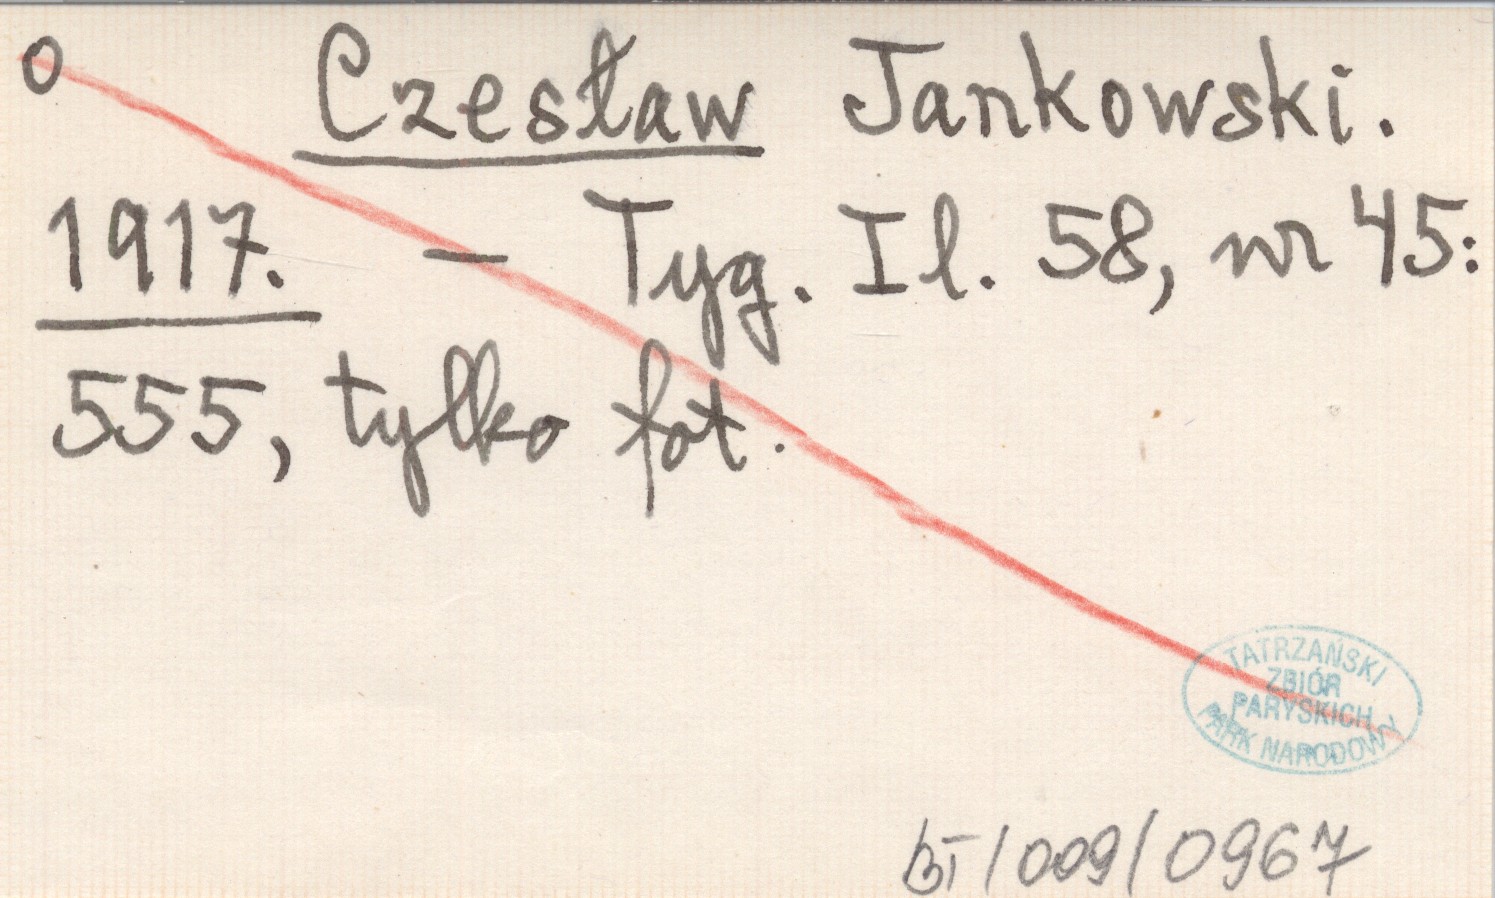 o Czesław Jankowski.
1917. – Tyg. Il. 58, nr 45:
555, tylko fot.
TATRZAŃSKI
ZBIÓR
PARYSKICH
PARK NARODOWY
BT/009/0967